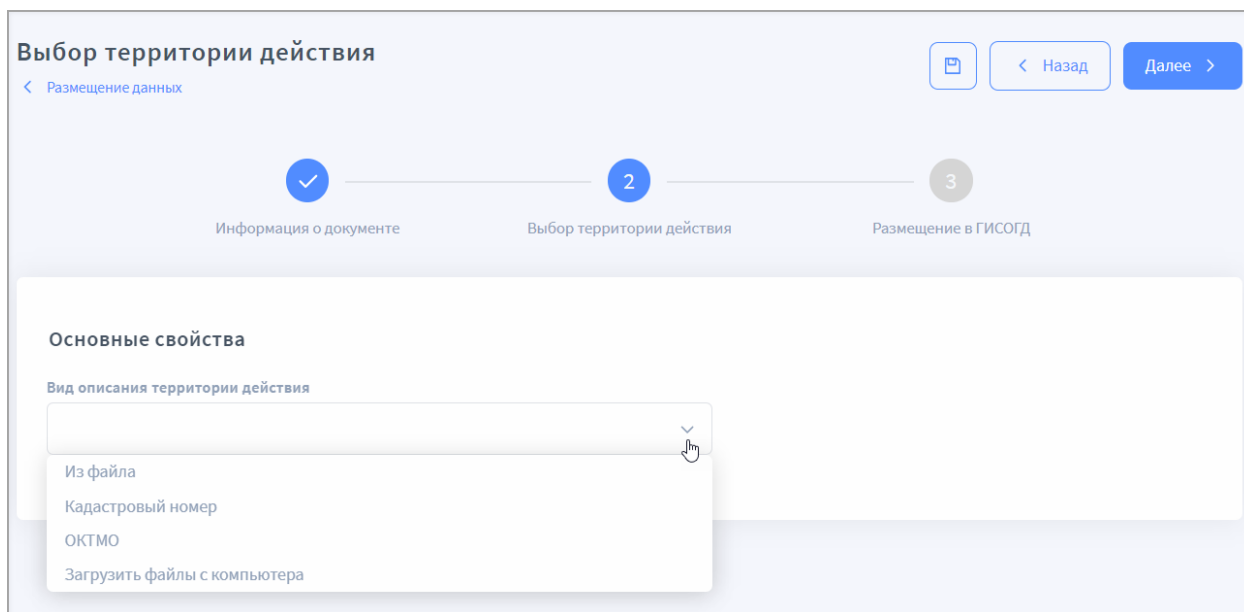 Выбор территории действия
Размещение данных
Назад
Далее
2
3
Информация о документе
Выбор территории действия
Размещение в ГИСОГД
Основные свойства
Вид описания территории действия
Из файла
Кадастровый номер
ОКТМО
Загрузить файлы с компьютера